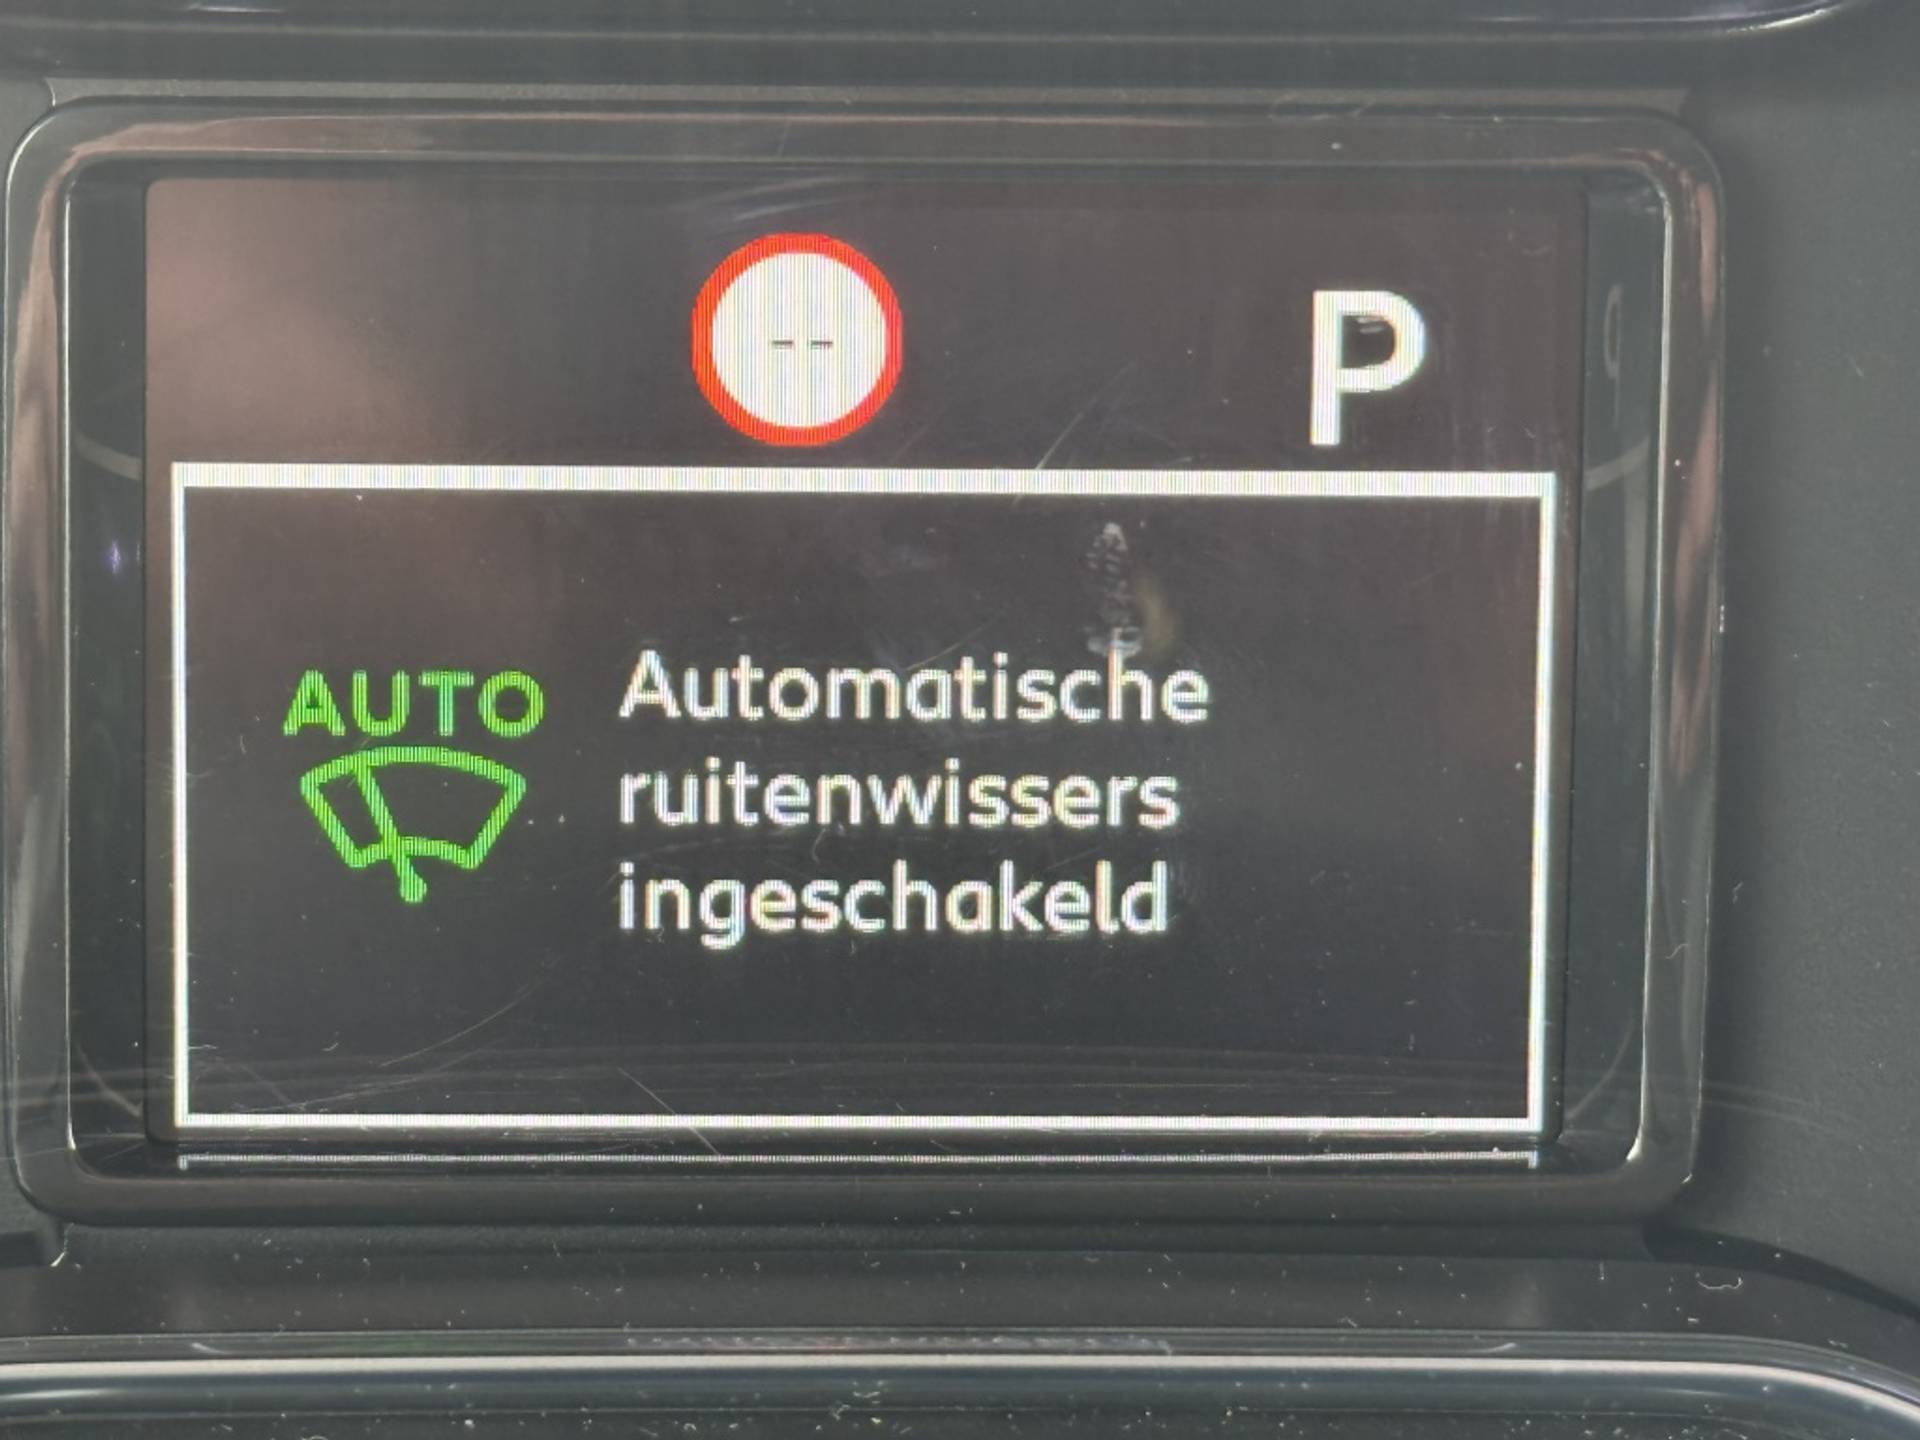 --
P
AUTO
Automatische
ruitenwissers
ingeschakeld